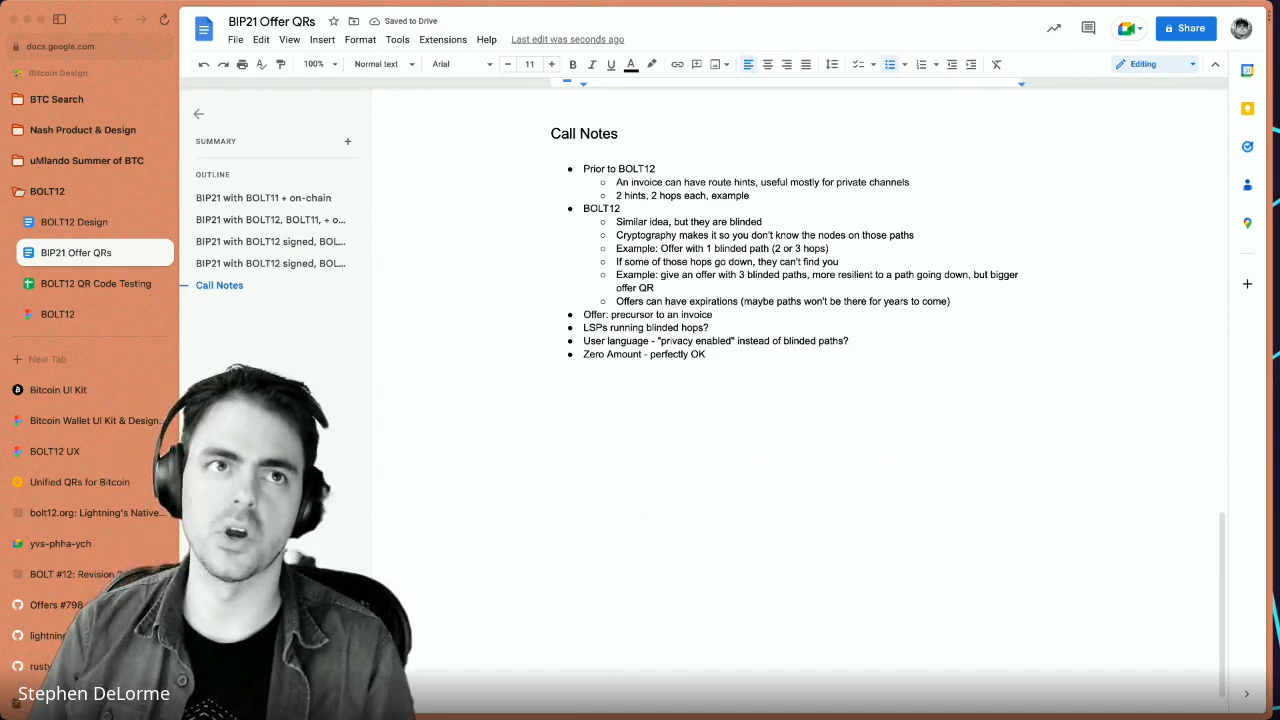 BIP21 Offer QRs
Saved to Drive
File Edit View Insert Format Tools Extensions Help Last edit was seconds ago
Share
100% Normal text Arial 11 Editing
docs.google.com
Bitcoin Design
BTC Search
Nash Product & Design
uMlando Summer of BTC
BOLT12
BOLT12 Design
BIP21 Offer QRs
BOLT12 QR Code Testing
BOLT12
New Tab
Bitcoin UI Kit
Bitcoin Wallet UI Kit & Design...
BOLT12 UX
Unified QRs for Bitcoin
bolt12.org: Lightning's Native...
yvs-phha-ych
BOLT #12: Revision
Offers #798
lightnin
rusty
SUMMARY
OUTLINE
BIP21 with BOLT11 + on-chain
BIP21 with BOLT12, BOLT11, + o...
BIP21 with BOLT12 signed, BOL...
BIP21 with BOLT12 signed, BOL...
Call Notes
Call Notes
Prior to BOLT12
An invoice can have route hints, useful mostly for private channels
2 hints, 2 hops each, example
BOLT12
Similar idea, but they are blinded
Cryptography makes it so you don't know the nodes on those paths
Example: Offer with 1 blinded path (2 or 3 hops)
If some of those hops go down, they can't find you
Example: give an offer with 3 blinded paths, more resilient to a path going down, but bigger
offer QR
Offers can have expirations (maybe paths won't be there for years to come)
Offer: precursor to an invoice
LSPs running blinded hops?
User language - "privacy enabled" instead of blinded paths?
Zero Amount - perfectly OK
Stephen DeLorme